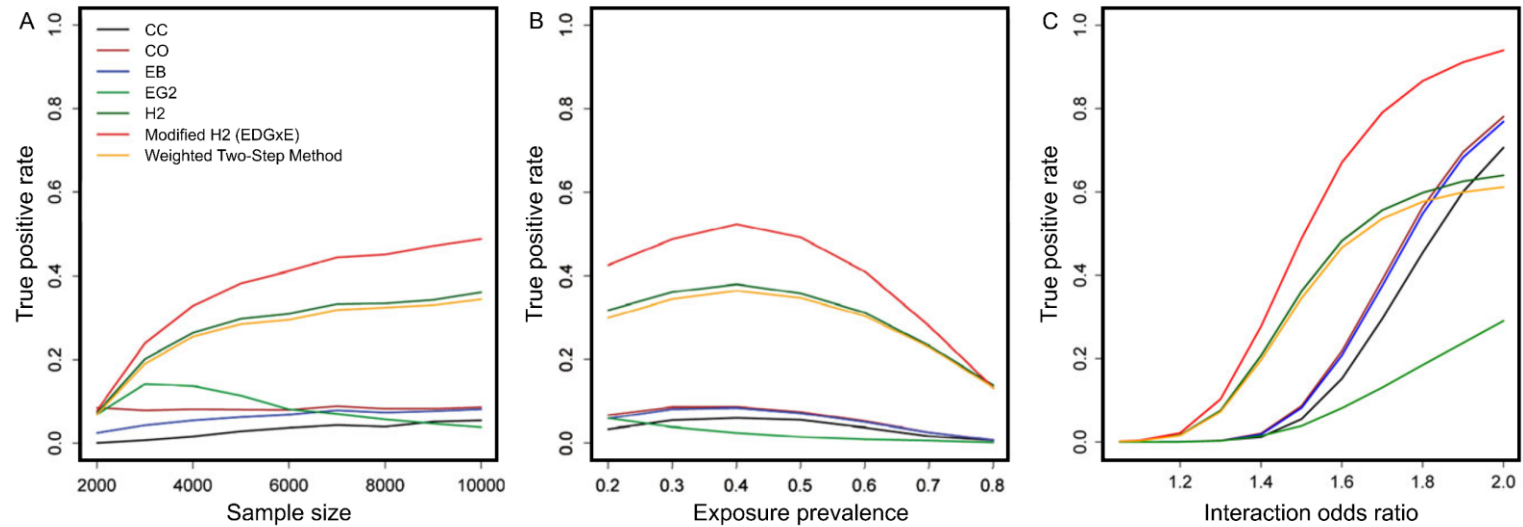 A
CC
CO
EB
EG2
H2
Modified H2 (EDGxE)
Weighted Two-Step Method
True positive rate
1.0
0.8
0.6
0.4
0.2
0.0
2000 4000 6000 8000 10000
Sample size
B
True positive rate
1.0
0.8
0.6
0.4
0.2
0.0
0.2 0.3 0.4 0.5 0.6 0.7 0.8
Exposure prevalence
C
True positive rate
1.0
0.8
0.6
0.4
0.2
0.0
1.2 1.4 1.6 1.8 2.0
Interaction odds ratio